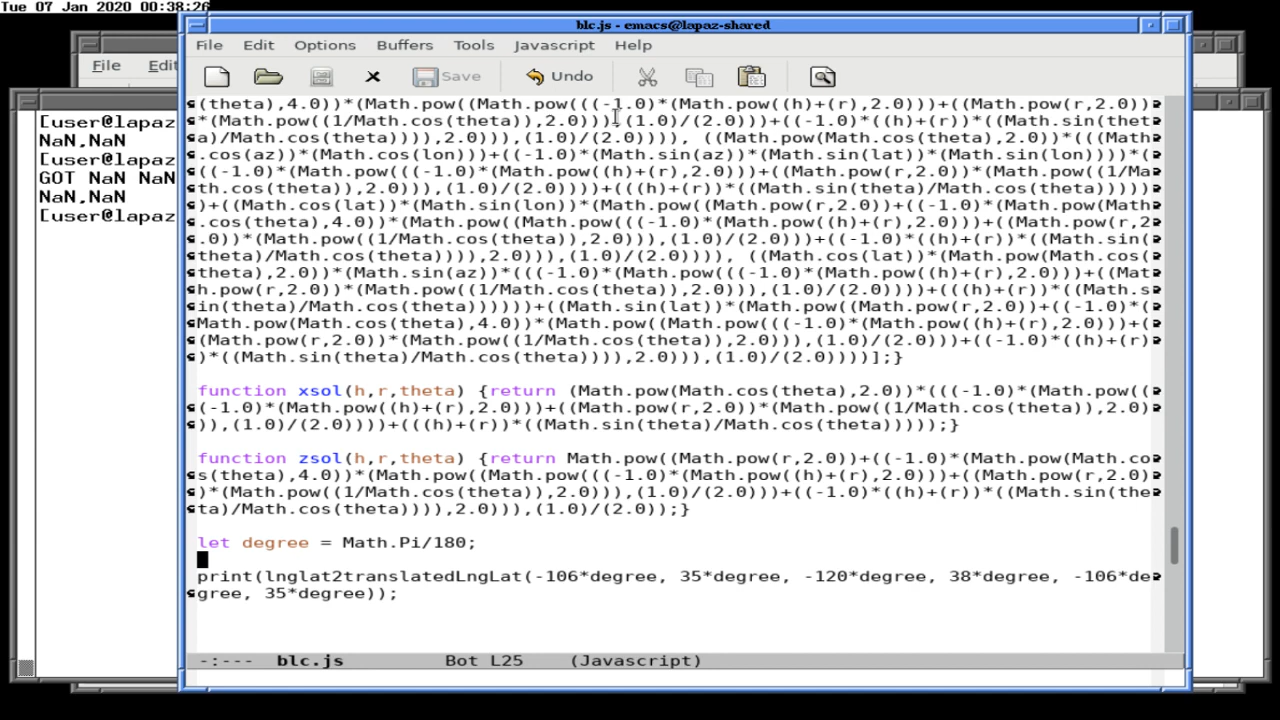 Tue 07 Jan 2020 00:38:26
blc.js - emacs@lapaz-shared
File Edit
File Edit Options Buffers Tools Javascript Help
Save Undo
[user@lapaz
NaN,NaN
[user@lapaz
GOT NaN NaN
NaN,NaN
[user@lapaz
(theta),4.0))*(Math.pow((Math.pow(((-1.0)*(Math.pow((h)+(r),2.0)))+((Math.pow(r,2.0))
*(Math.pow((1/Math.cos(theta)),2.0))),(1.0)/(2.0)))+((-1.0)*((h)+(r))*((Math.sin(thet
a)/Math.cos(theta)))),2.0))),(1.0)/(2.0)))), ((Math.pow(Math.cos(theta),2.0))*(((Math
.cos(az))*(Math.cos(lon)))+((-1.0)*(Math.sin(az))*(Math.sin(lat))*(Math.sin(lon))))*(
((-1.0)*(Math.pow(((-1.0)*(Math.pow((h)+(r),2.0)))+((Math.pow(r,2.0))*(Math.pow((1/Ma
th.cos(theta)),2.0))),(1.0)/(2.0))))+(((h)+(r))*((Math.sin(theta)/Math.cos(theta)))))
)+((Math.cos(lat))*(Math.sin(lon))*(Math.pow((Math.pow(r,2.0))+((-1.0)*(Math.pow(Math
.cos(theta),4.0))*(Math.pow((Math.pow(((-1.0)*(Math.pow((h)+(r),2.0)))+((Math.pow(r,2
.0))*(Math.pow((1/Math.cos(theta)),2.0))),(1.0)/(2.0)))+((-1.0)*((h)+(r))*((Math.sin(
theta)/Math.cos(theta)))),2.0))),(1.0)/(2.0)))), ((Math.cos(lat))*(Math.pow(Math.cos(
theta),2.0))*(Math.sin(az))*(((-1.0)*(Math.pow(((-1.0)*(Math.pow((h)+(r),2.0)))+((Mat
h.pow(r,2.0))*(Math.pow((1/Math.cos(theta)),2.0))),(1.0)/(2.0))))+(((h)+(r))*((Math.s
in(theta)/Math.cos(theta))))))+((Math.sin(lat))*(Math.pow((Math.pow(r,2.0))+((-1.0)*(
Math.pow(Math.cos(theta),4.0))*(Math.pow((Math.pow(((-1.0)*(Math.pow((h)+(r),2.0)))+(
(Math.pow(r,2.0))*(Math.pow((1/Math.cos(theta)),2.0))),(1.0)/(2.0)))+((-1.0)*((h)+(r)
)*((Math.sin(theta)/Math.cos(theta)))),2.0))),(1.0)/(2.0))))];}
function xsol(h,r,theta) {return (Math.pow(Math.cos(theta),2.0))*(((-1.0)*(Math.pow((
(-1.0)*(Math.pow((h)+(r),2.0)))+((Math.pow(r,2.0))*(Math.pow((1/Math.cos(theta)),2.0)
)),(1.0)/(2.0))))+(((h)+(r))*((Math.sin(theta)/Math.cos(theta)))));}
function zsol(h,r,theta) {return Math.pow((Math.pow(r,2.0))+((-1.0)*(Math.pow(Math.co
s(theta),4.0))*(Math.pow((Math.pow(((-1.0)*(Math.pow((h)+(r),2.0)))+((Math.pow(r,2.0)
)*(Math.pow((1/Math.cos(theta)),2.0))),(1.0)/(2.0)))+((-1.0)*((h)+(r))*((Math.sin(the
ta)/Math.cos(theta)))),2.0))),(1.0)/(2.0));}
let degree = Math.Pi/180;
print(lnglat2translatedLngLat(-106*degree, 35*degree, -120*degree, 38*degree, -106*de
gree, 35*degree));
-:--- blc.js Bot L25 (Javascript)